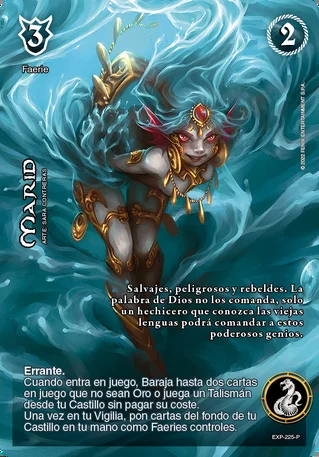 3
2
Faerie
© 2022 FENIX ENTERTAINMENT S.P.A
MARID
ARTE: SARA CONTRERAS
Salvajes, peligrosos y rebeldes. La
palabra de Dios no los comanda, solo
un hechicero que conozca las viejas
lenguas podrá comandar a estos
poderosos genios.
Errante.
Cuando entra en juego, Baraja hasta dos cartas
en juego que no sean Oro o juega un Talismán
desde tu Castillo sin pagar su coste.
Una vez en tu Vigilia, pon cartas del fondo de tu
Castillo en tu mano como Faeries controles.
EXP-225-P